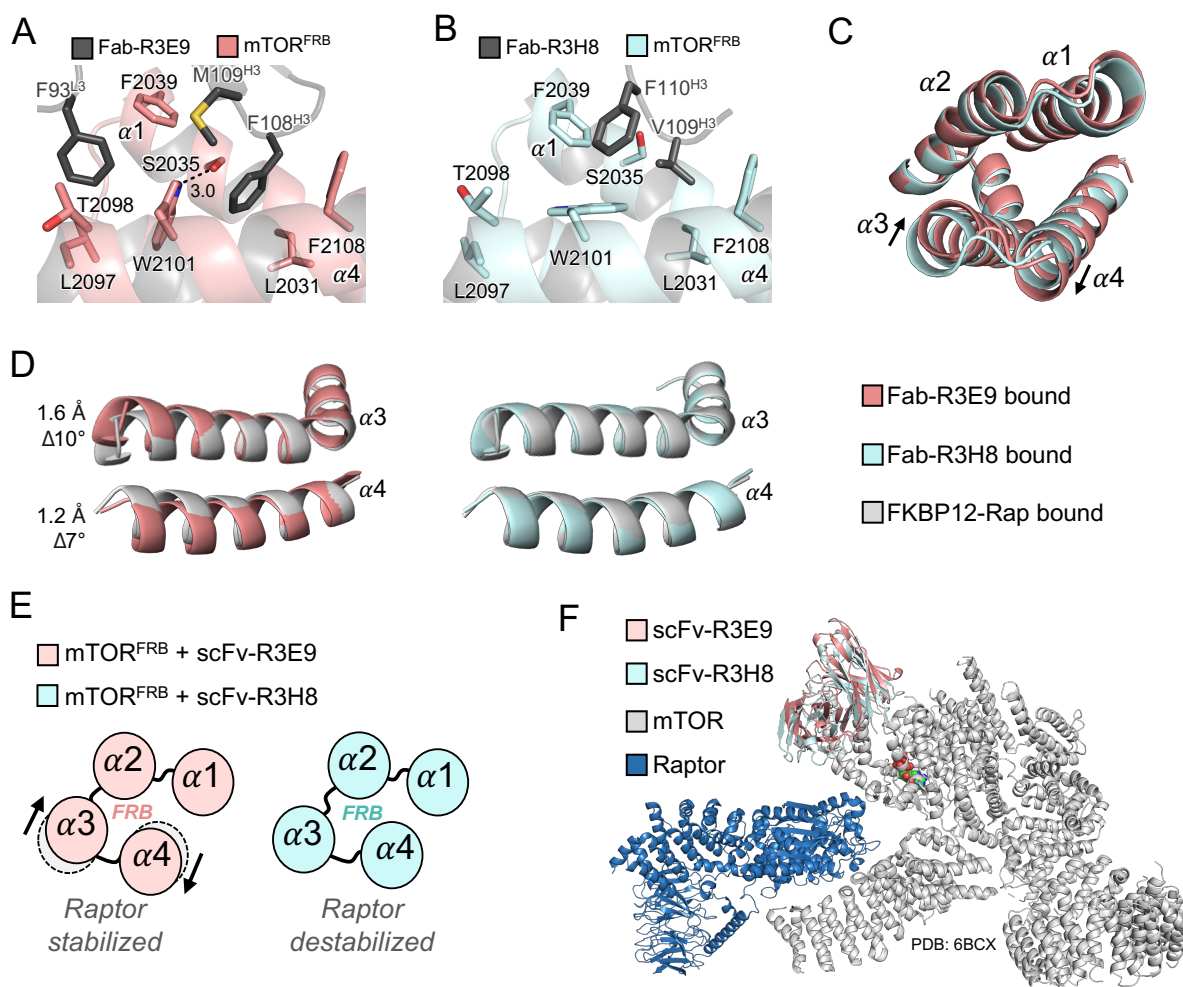 A
Fab-R3E9
mTORFRB
F93L3
F2039
M109H3
α1
F108H3
S2035
3.0
T2098
W2101
L2097
L2031
F2108
α4
B
Fab-R3H8
mTORFRB
F2039
F110H3
α1
V109H3
T2098
S2035
W2101
L2097
L2031
F2108
α4
C
α1
α2
α3
α4
D
1.6 Å
Δ10°
α3
1.2 Å
Δ7°
α4
α3
α4
Fab-R3E9 bound
Fab-R3H8 bound
FKBP12-Rap bound
E
mTORFRB + scFv-R3E9
mTORFRB + scFv-R3H8
α2
α1
FRB
α3
α4
Raptor
stabilized
α2
α1
FRB
α3
α4
Raptor
destabilized
F
scFv-R3E9
scFv-R3H8
mTOR
Raptor
PDB: 6BCX